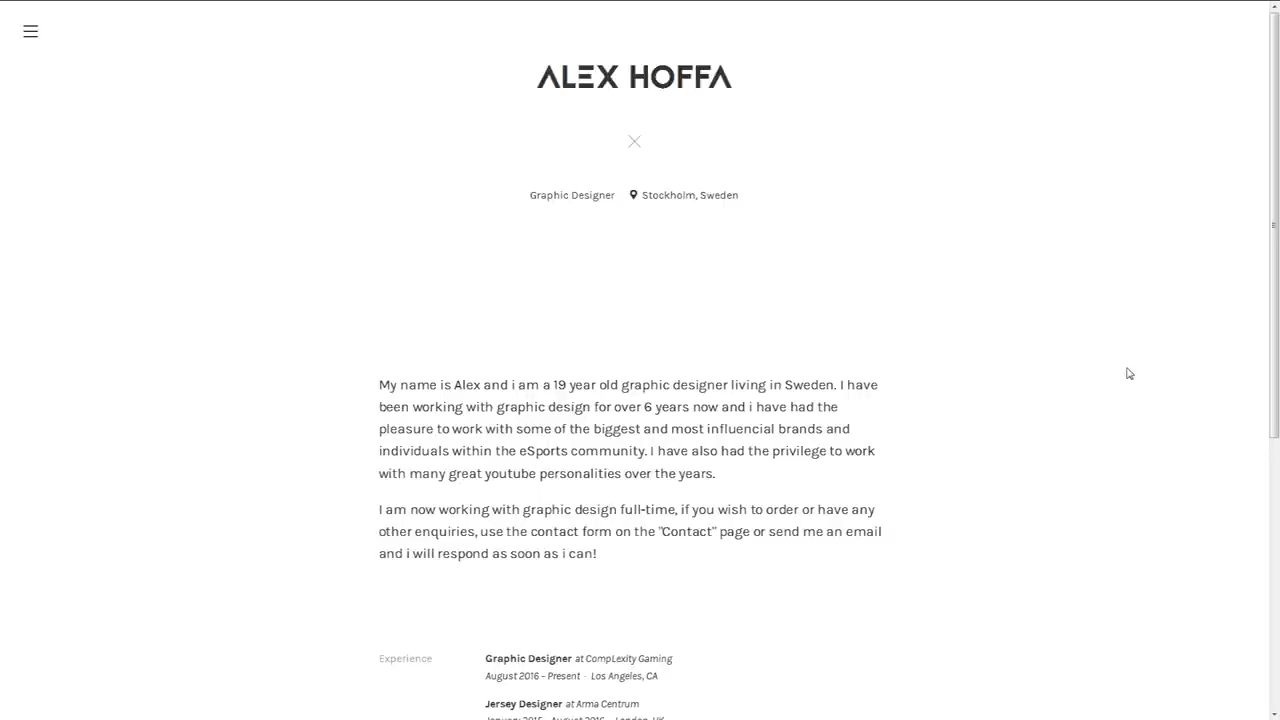 ALEX HOFFA
Graphic Designer Stockholm, Sweden
My name is Alex and i am a 19 year old graphic designer living in Sweden. I have
been working with graphic design for over 6 years now and i have had the
pleasure to work with some of the biggest and most influencial brands and
individuals within the eSports community. I have also had the privilege to work
with many great youtube personalities over the years.
I am now working with graphic design full-time, if you wish to order or have any
other enquiries, use the contact form on the "Contact" page or send me an email
and i will respond as soon as i can!
Experience Graphic Designer at CompLexity Gaming
August 2016 – Present · Los Angeles, CA
Jersey Designer at Arma Centrum
January 2015 – August 2016 · London, UK